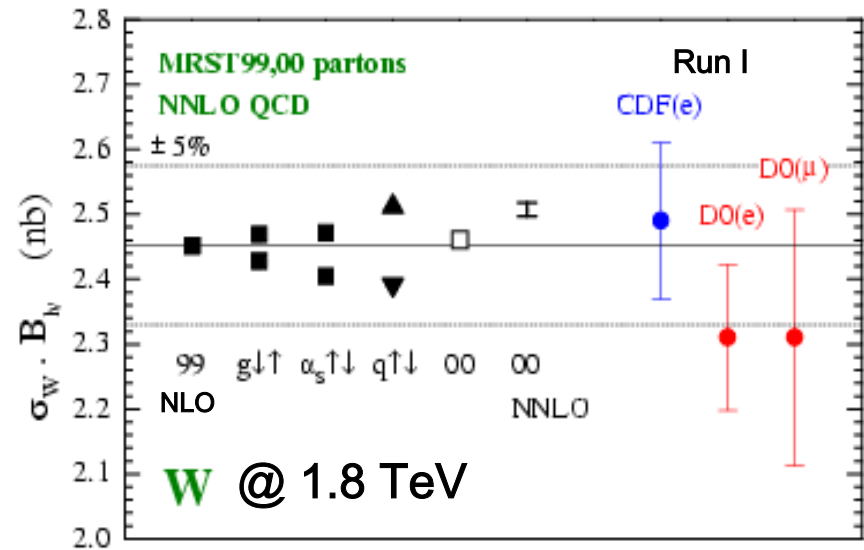 2.8
MRST99,00 partons
Run I
2.7
NNLO QCD
CDF(e)
± 5%
2.6
D0(μ)
2.5
D0(e)
σW · Blν (nb)
2.4
2.3
99 g↓↑ αs↑↓ q↑↓ 00 00
NLO
NNLO
2.2
2.1
W @ 1.8 TeV
2.0